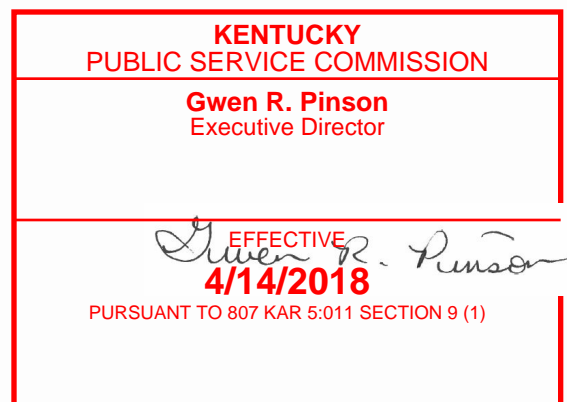 KENTUCKY
PUBLIC SERVICE COMMISSION
Gwen R. Pinson
Executive Director
EFFECTIVE
Gwen R. Pinson
4/14/2018
PURSUANT TO 807 KAR 5:011 SECTION 9 (1)